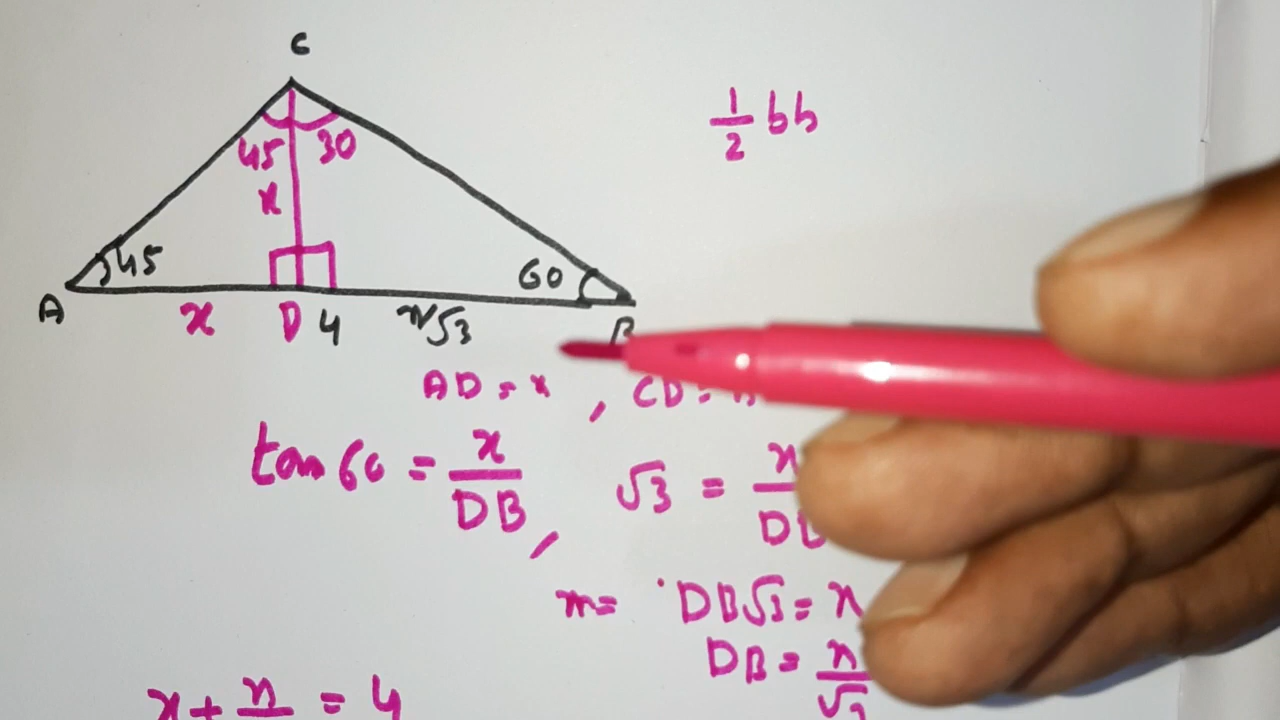 C
1/2 bh
45 30
x
45 60
A x D 4 x/√3 B
AD = x , CD = x
tan 60 = x/DB , √3 = x/DB
m= DB√3 = x
DB = x/√3
x + x = 4